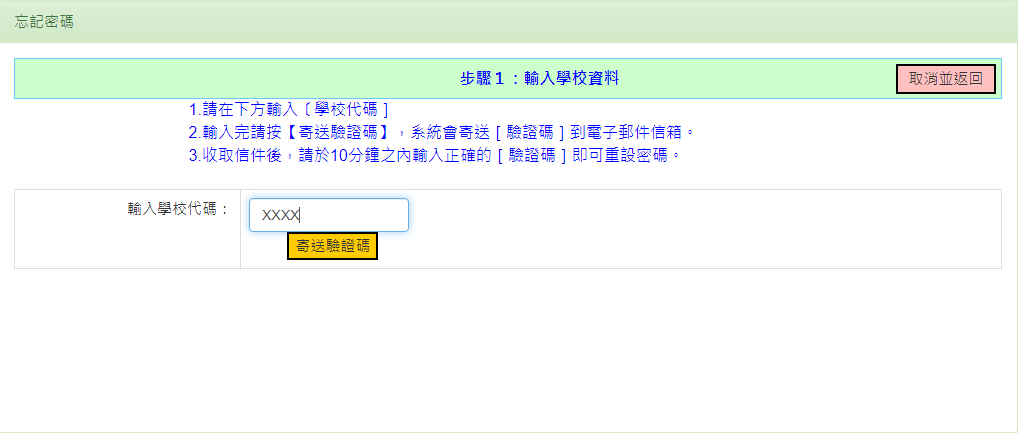 忘記密碼
步驟１：輸入學校資料
取消並返回
1.請在下方輸入〔學校代碼］
2.輸入完請按【寄送驗證碼】，系統會寄送［驗證碼］到電子郵件信箱。
3.收取信件後，請於10分鐘之內輸入正確的［驗證碼］即可重設密碼。
輸入學校代碼：
XXXX
寄送驗證碼